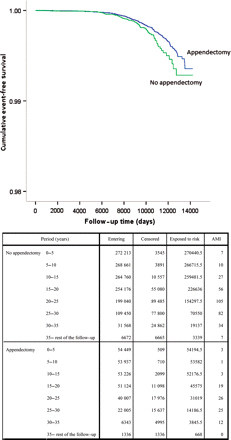 1.00
0.99
0.98
Cumulative event-free survival
Appendectomy
No appendectomy
0 2000 4000 6000 8000 10000 12000 14000 16000
Follow-up time (days)
Period (years) Entering Censored Exposed to risk AMI
No appendectomy 0-5 272 213 3545 270440.5 7
5-10 268 661 3891 266715.5 10
10-15 264 760 10 557 259481.5 27
15-20 254 176 55 080 226636 56
20-25 199 040 89 485 154297.5 105
25-30 109 450 77 800 70550 82
30-35 31 568 24 862 19137 34
35= rest of the follow-up 6672 6665 3339 7
Appendectomy 0-5 54 449 509 54194.5 3
5-10 53 937 710 53582 1
10-15 53 226 2099 52176.5 3
15-20 51 124 11 098 45575 19
20-25 40 007 17 976 31019 26
25-30 22 005 15 637 14186.5 25
30-35 6343 4995 3845.5 12
35= rest of the follow-up 1336 1336 668 0